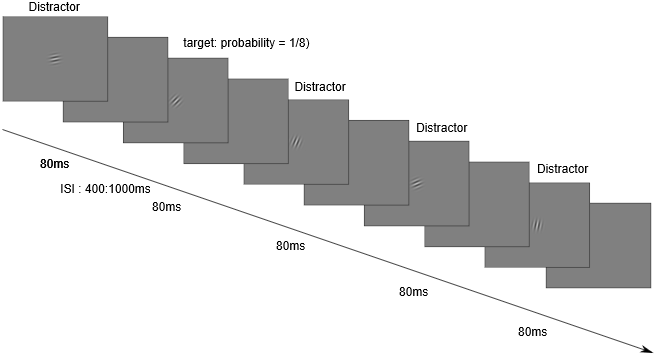 Distractor
target: probability = 1/8)
Distractor
Distractor
Distractor
80ms
ISI : 400:1000ms
80ms
80ms
80ms
80ms